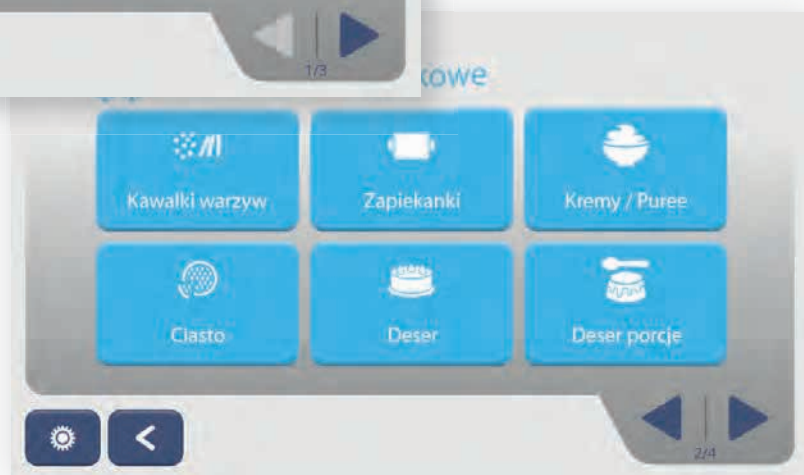 1/3
kowe
Kawałki warzyw
Zapiekanki
Kremy / Puree
Ciasto
Deser
Deser porcje
2/4